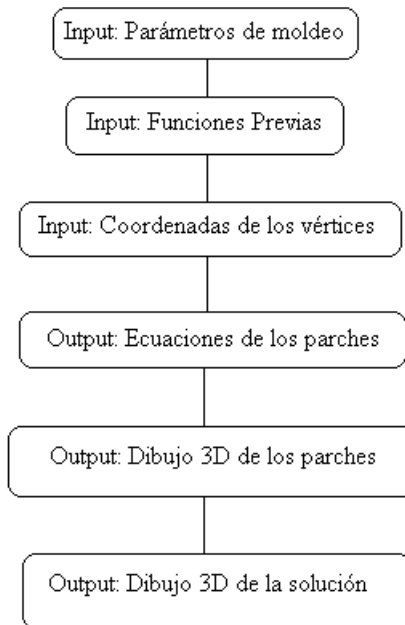 Input: Parámetros de moldeo
Input: Funciones Previas
Input: Coordenadas de los vértices
Output: Ecuaciones de los parches
Output: Dibujo 3D de los parches
Output: Dibujo 3D de la solución